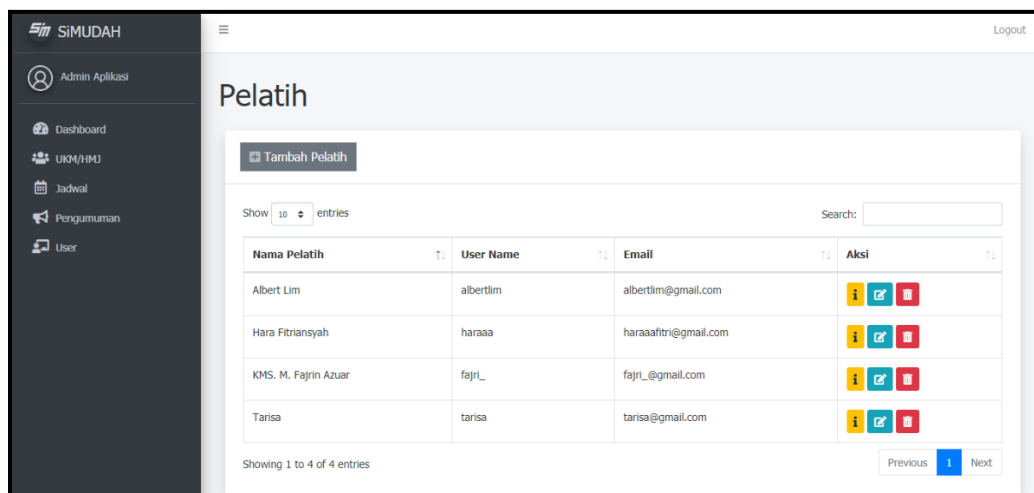 Sim SiMUDAH
Logout
Admin Aplikasi
Dashboard
UKM/HMJ
Jadwal
Pengumuman
User
Pelatih
Tambah Pelatih
Show 10 entries
Search:
Nama Pelatih User Name Email Aksi
Albert Lim albertlim albertlim@gmail.com
Hara Fitriansyah haraaa haraaafitri@gmail.com
KMS. M. Fajrin Azuar fajri_ fajri_@gmail.com
Tarisa tarisa tarisa@gmail.com
Showing 1 to 4 of 4 entries
Previous 1 Next